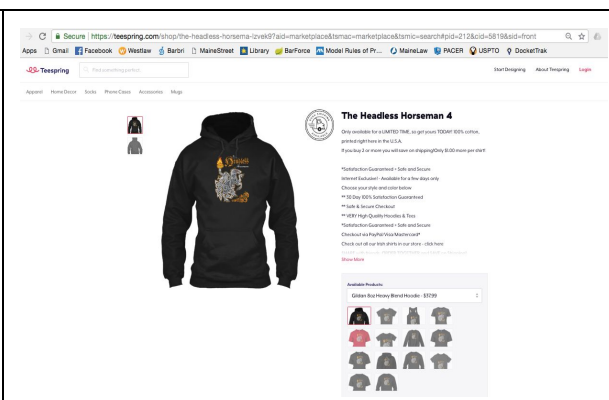 Secure https://teespring.com/shop/the-headless-horsema-lzvek9?aid=marketplace&tsmac=marketplace&tsmic=search#pid=212&cid=5819&sid=front
Apps Gmail Facebook Westlaw Barbri MaineStreet Library BarForce Model Rules of Pr... MaineLaw PACER USPTO DocketTrak
Teespring
Start Designing About Teespring Login
Apparel Home Decor Socks Phone Cases Accessories Mugs
The Headless Horseman 4
Only available for a LIMITED TIME, so get yours TODAY! 100% cotton,
printed right here in the U.S.A.
If you buy 2 or more you will save on shipping!Only $1.00 more per shirt!
*Satisfaction Guaranteed + Safe and Secure
Internet Exclusive! - Available for a few days only
Choose your style and color below
** 30 Day 100% Satisfaction Guaranteed
** Safe & Secure Checkout
** VERY High Quality Hoodies & Tees
*Satisfaction Guaranteed + Safe and Secure
Checkout via PayPal/Visa/Mastercard*
Check out all our Irish shirts in our store - click here
Show More
Available Products:
Gildan 8oz Heavy Blend Hoodie - $37.99
Headless